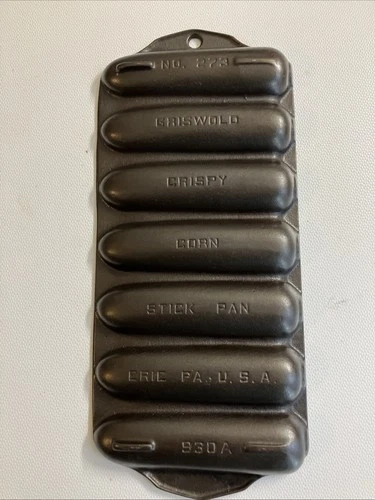 NO. 273
GRISWOLD
CRISPY
CORN
STICK PAN
ERIE PA. U.S.A.
930A